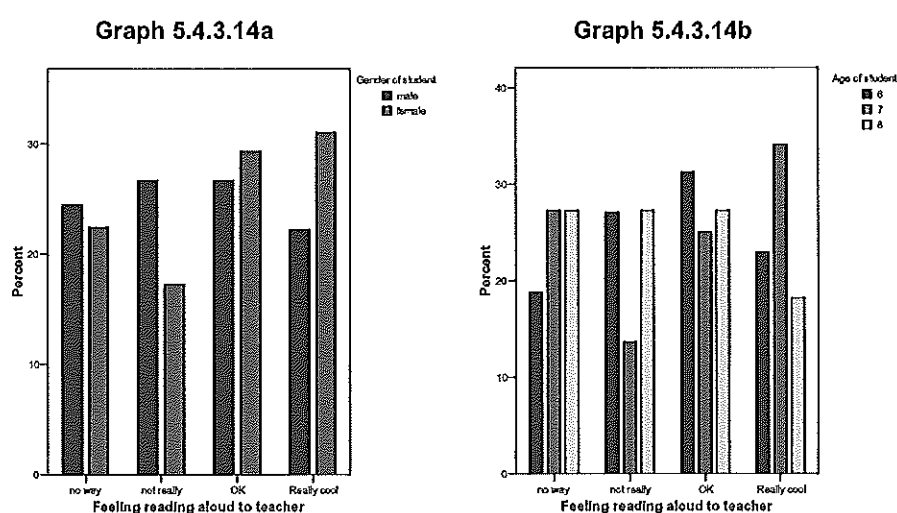 Graph 5.4.3.14a
Gender of student
male
female
30
20
10
0
Percent
no way
not really
OK
Really cool
Feeling reading aloud to teacher
Graph 5.4.3.14b
Age of student
6
7
8
40
30
20
10
0
Percent
no way
not really
OK
Really cool
Feeling reading aloud to teacher